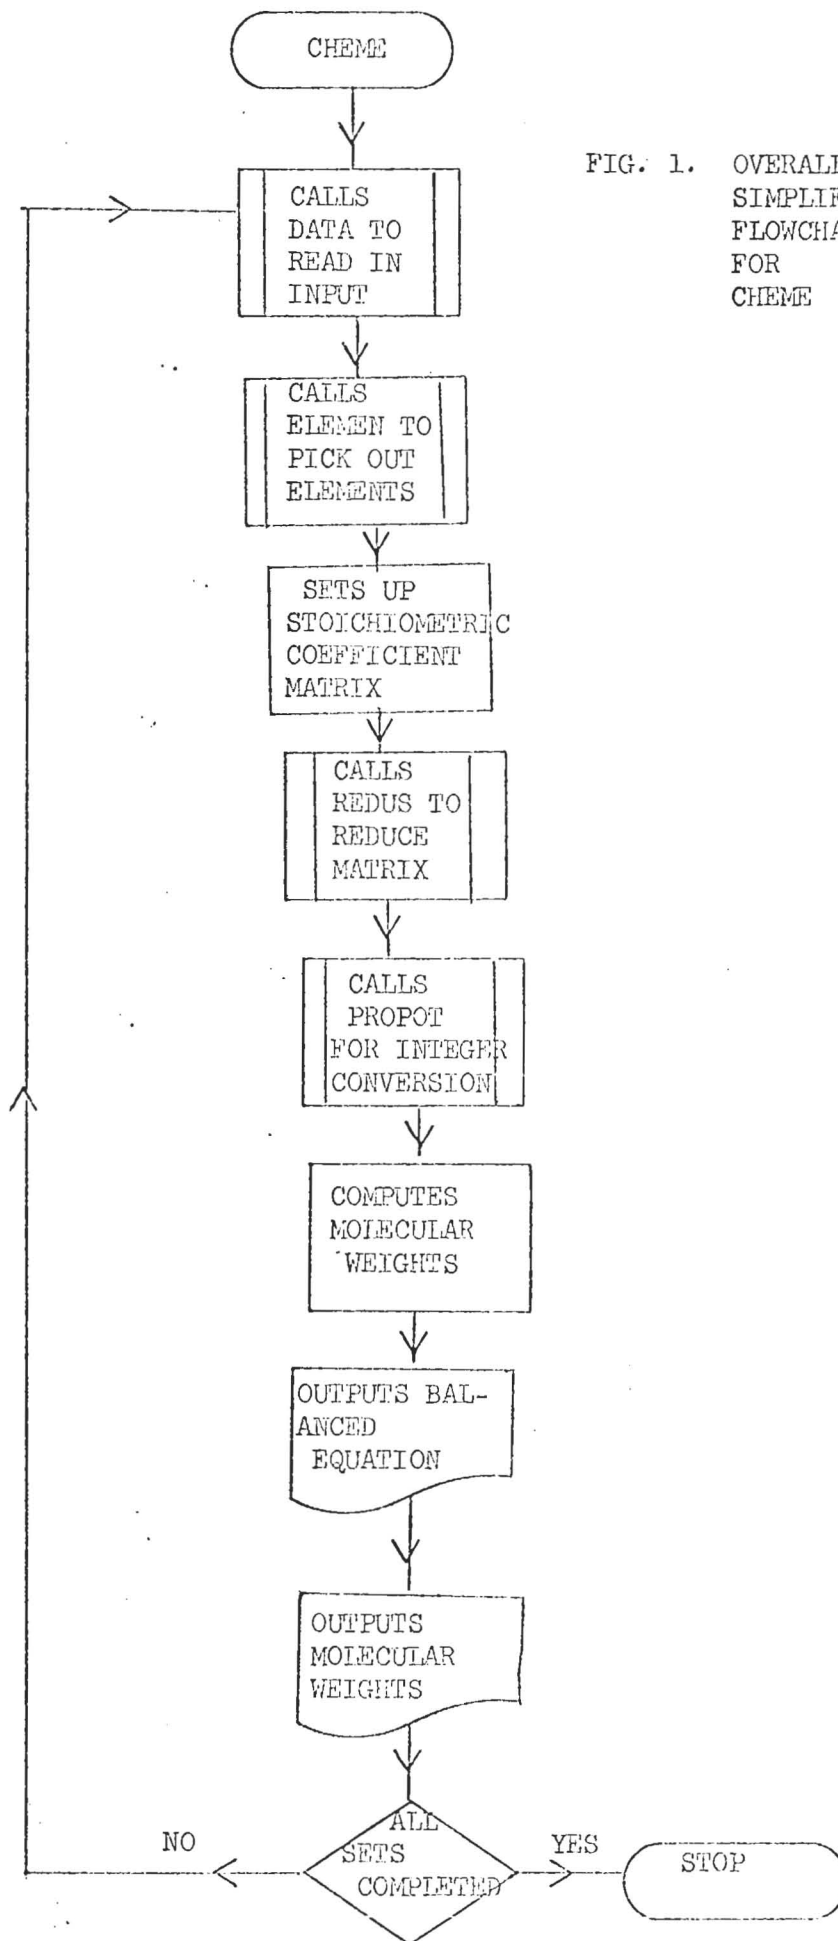 CHEME
FIG. 1. OVERALL
SIMPLIF
FLOWCHA
FOR
CHEME
CALLS
DATA TO
READ IN
INPUT
CALLS
ELEMEN TO
PICK OUT
ELEMENTS
SETS UP
STOICHIOMETRIC
COEFFICIENT
MATRIX
CALLS
REDUS TO
REDUCE
MATRIX
CALLS
PROPOT
FOR INTEGER
CONVERSION
COMPUTES
MOLECULAR
WEIGHTS
OUTPUTS BAL-
ANCED
EQUATION
OUTPUTS
MOLECULAR
WEIGHTS
ALL
SETS
COMPLETED
NO
YES
STOP